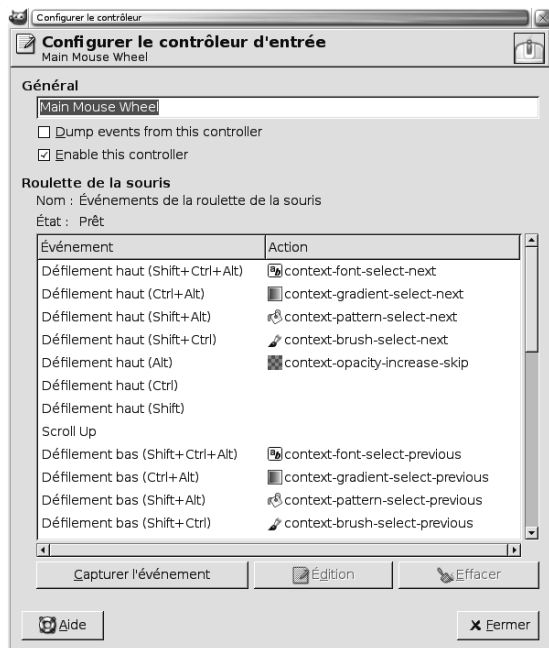 Configurer le contrôleur
Configurer le contrôleur d'entrée
Main Mouse Wheel
Général
Main Mouse Wheel
Dump events from this controller
Enable this controller
Roulette de la souris
Nom : Événements de la roulette de la souris
État : Prêt
Événement Action
Défilement haut (Shift+Ctrl+Alt) context-font-select-next
Défilement haut (Ctrl+Alt) context-gradient-select-next
Défilement haut (Shift+Alt) context-pattern-select-next
Défilement haut (Shift+Ctrl) context-brush-select-next
Défilement haut (Alt) context-opacity-increase-skip
Défilement haut (Ctrl)
Défilement haut (Shift)
Scroll Up
Défilement bas (Shift+Ctrl+Alt) context-font-select-previous
Défilement bas (Ctrl+Alt) context-gradient-select-previous
Défilement bas (Shift+Alt) context-pattern-select-previous
Défilement bas (Shift+Ctrl) context-brush-select-previous
Capturer l'événement Édition Effacer
Aide Fermer